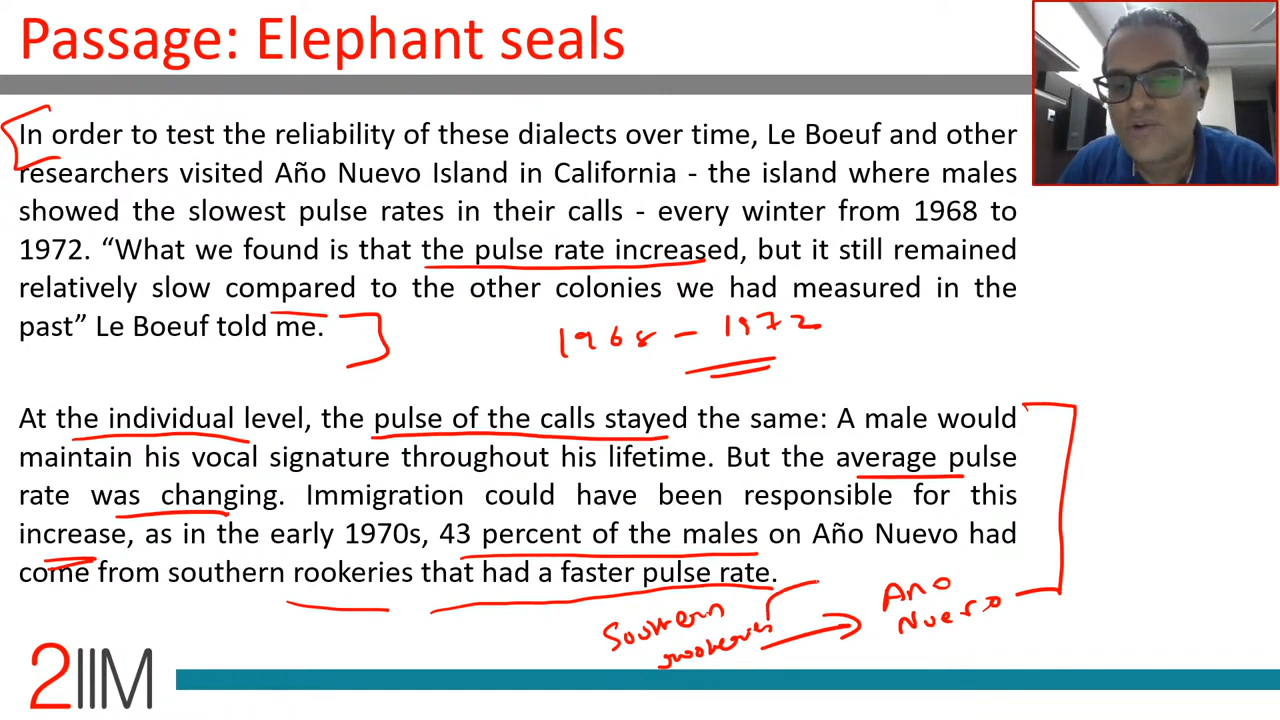 Passage: Elephant seals
In order to test the reliability of these dialects over time, Le Boeuf and other
researchers visited Año Nuevo Island in California - the island where males
showed the slowest pulse rates in their calls - every winter from 1968 to
1972. “What we found is that the pulse rate increased, but it still remained
relatively slow compared to the other colonies we had measured in the
past” Le Boeuf told me.
1968 - 1972
At the individual level, the pulse of the calls stayed the same: A male would
maintain his vocal signature throughout his lifetime. But the average pulse
rate was changing. Immigration could have been responsible for this
increase, as in the early 1970s, 43 percent of the males on Año Nuevo had
come from southern rookeries that had a faster pulse rate.
Southern
rookeries
Ano
Nuevo
2IIM